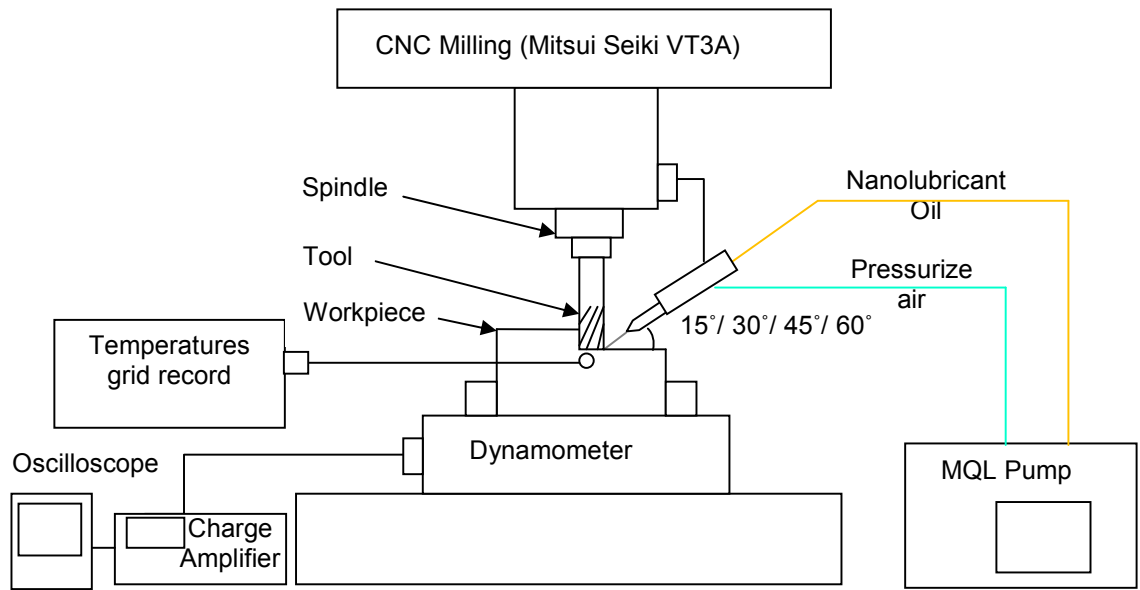 CNC Milling (Mitsui Seiki VT3A)
Spindle
Nanolubricant
Oil
Tool
Pressurize
air
Workpiece
15˚/ 30˚/ 45˚/ 60˚
Temperatures
grid record
Dynamometer
Oscilloscope
MQL Pump
Charge
Amplifier